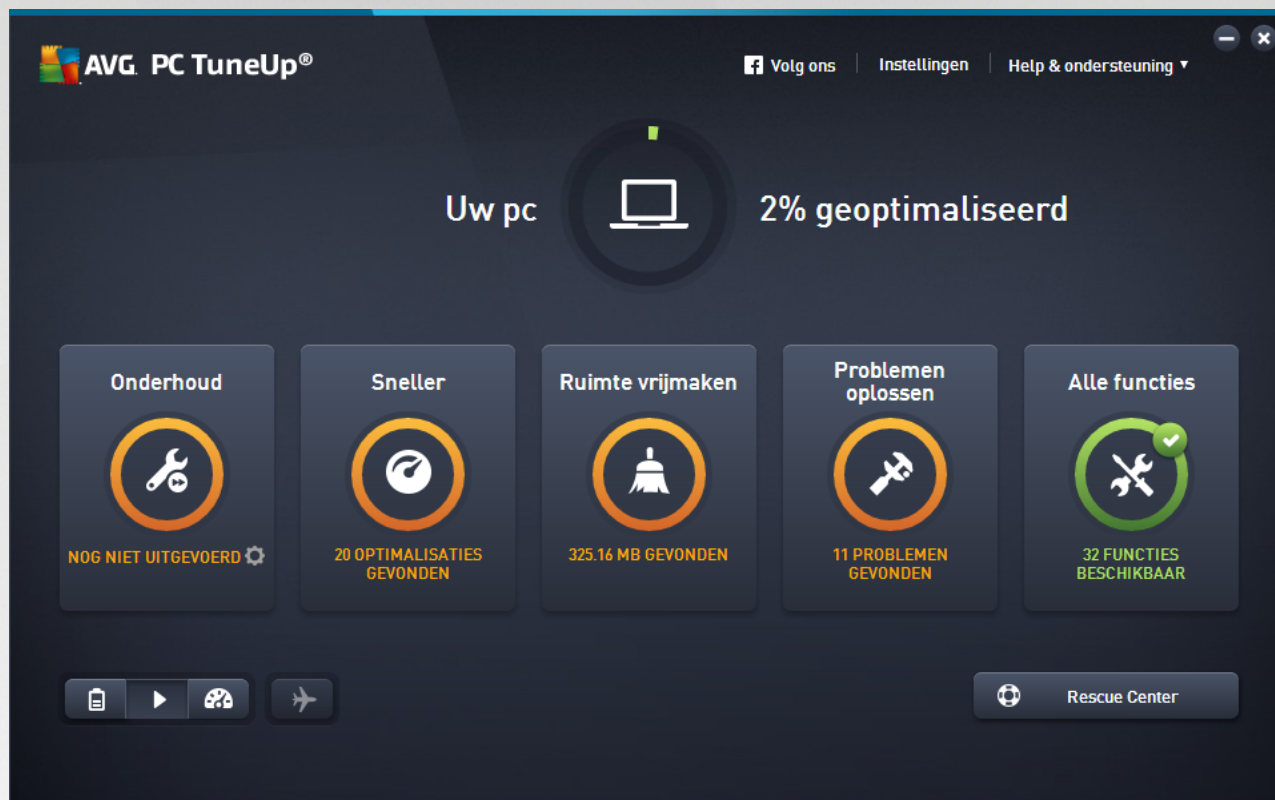 AVG. PC TuneUp®
Volg ons
Instellingen
Help & ondersteuning
Uw pc
2% geoptimaliseerd
Onderhoud
NOG NIET UITGEVOERD
Sneller
20 OPTIMALISATIES
GEVONDEN
Ruimte vrijmaken
325.16 MB GEVONDEN
Problemen
oplossen
11 PROBLEMEN
GEVONDEN
Alle functies
32 FUNCTIES
BESCHIKBAAR
Rescue Center